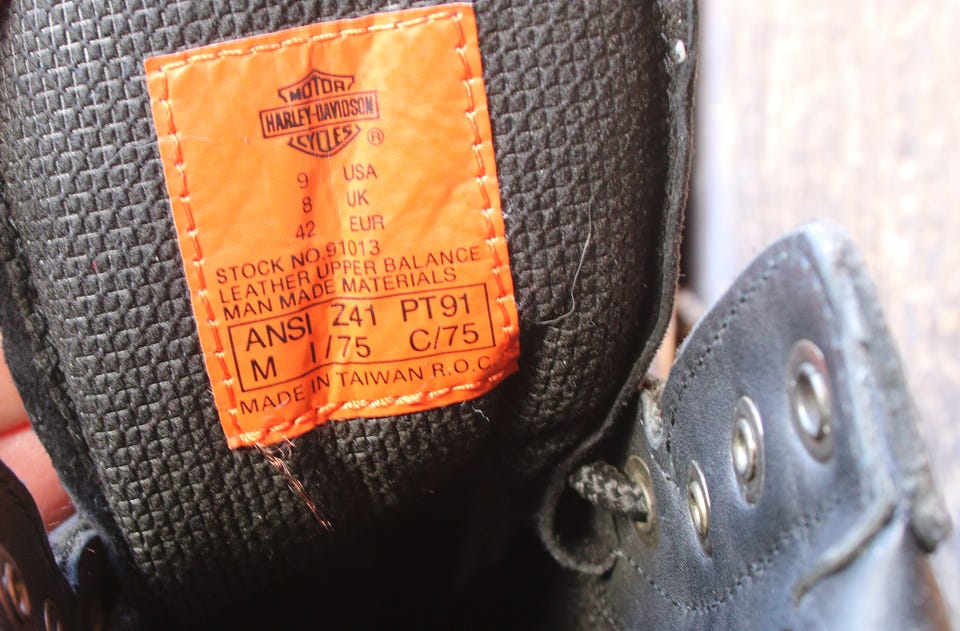 MOTOR
HARLEY-DAVIDSON
CYCLES ®
9 USA
8 UK
42 EUR
STOCK NO.91013
LEATHER UPPER BALANCE
MAN MADE MATERIALS
ANSI Z41 PT91
M I/75 C/75
MADE IN TAIWAN R.O.C.